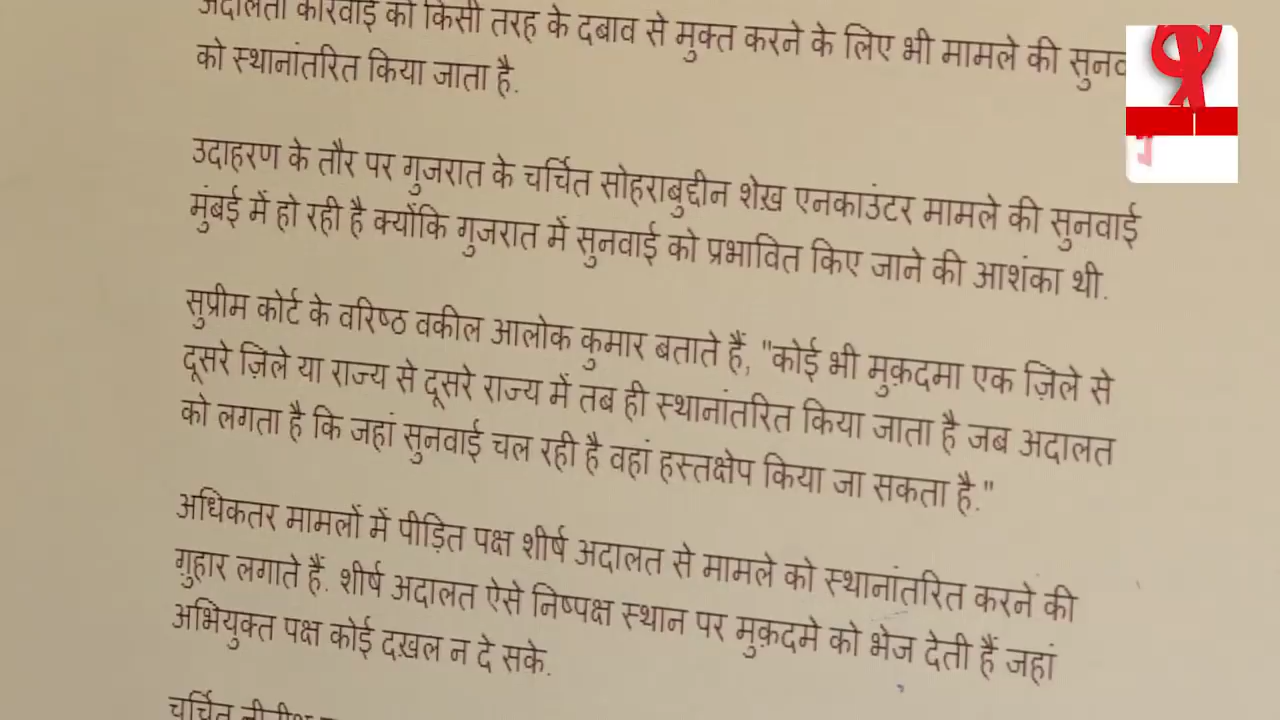 अदालती कार्रवाई को किसी तरह के दबाव से मुक्त करने के लिए भी मामले की
को स्थानांतरित किया जाता है.
उदाहरण के तौर पर गुजरात के चर्चित सोहराबुद्दीन शेख़ एनकाउंटर मामले की सुनवाई
मुंबई में हो रही है क्योंकि गुजरात में सुनवाई को प्रभावित किए जाने की आशंका थी.
सुप्रीम कोर्ट के वरिष्ठ वकील आलोक कुमार बताते हैं, "कोई भी मुक़दमा एक ज़िले से
दूसरे ज़िले या राज्य से दूसरे राज्य में तब ही स्थानांतरित किया जाता है जब अदालत
को लगता है कि जहां सुनवाई चल रही है वहां हस्तक्षेप किया जा सकता है."
अधिकतर मामलों में पीड़ित पक्ष शीर्ष अदालत से मामले को स्थानांतरित करने की
गुहार लगाते हैं. शीर्ष अदालत ऐसे निष्पक्ष स्थान पर मुक़दमे को भेज देती हैं जहां
अभियुक्त पक्ष कोई दख़ल न दे सके.
चर्चित